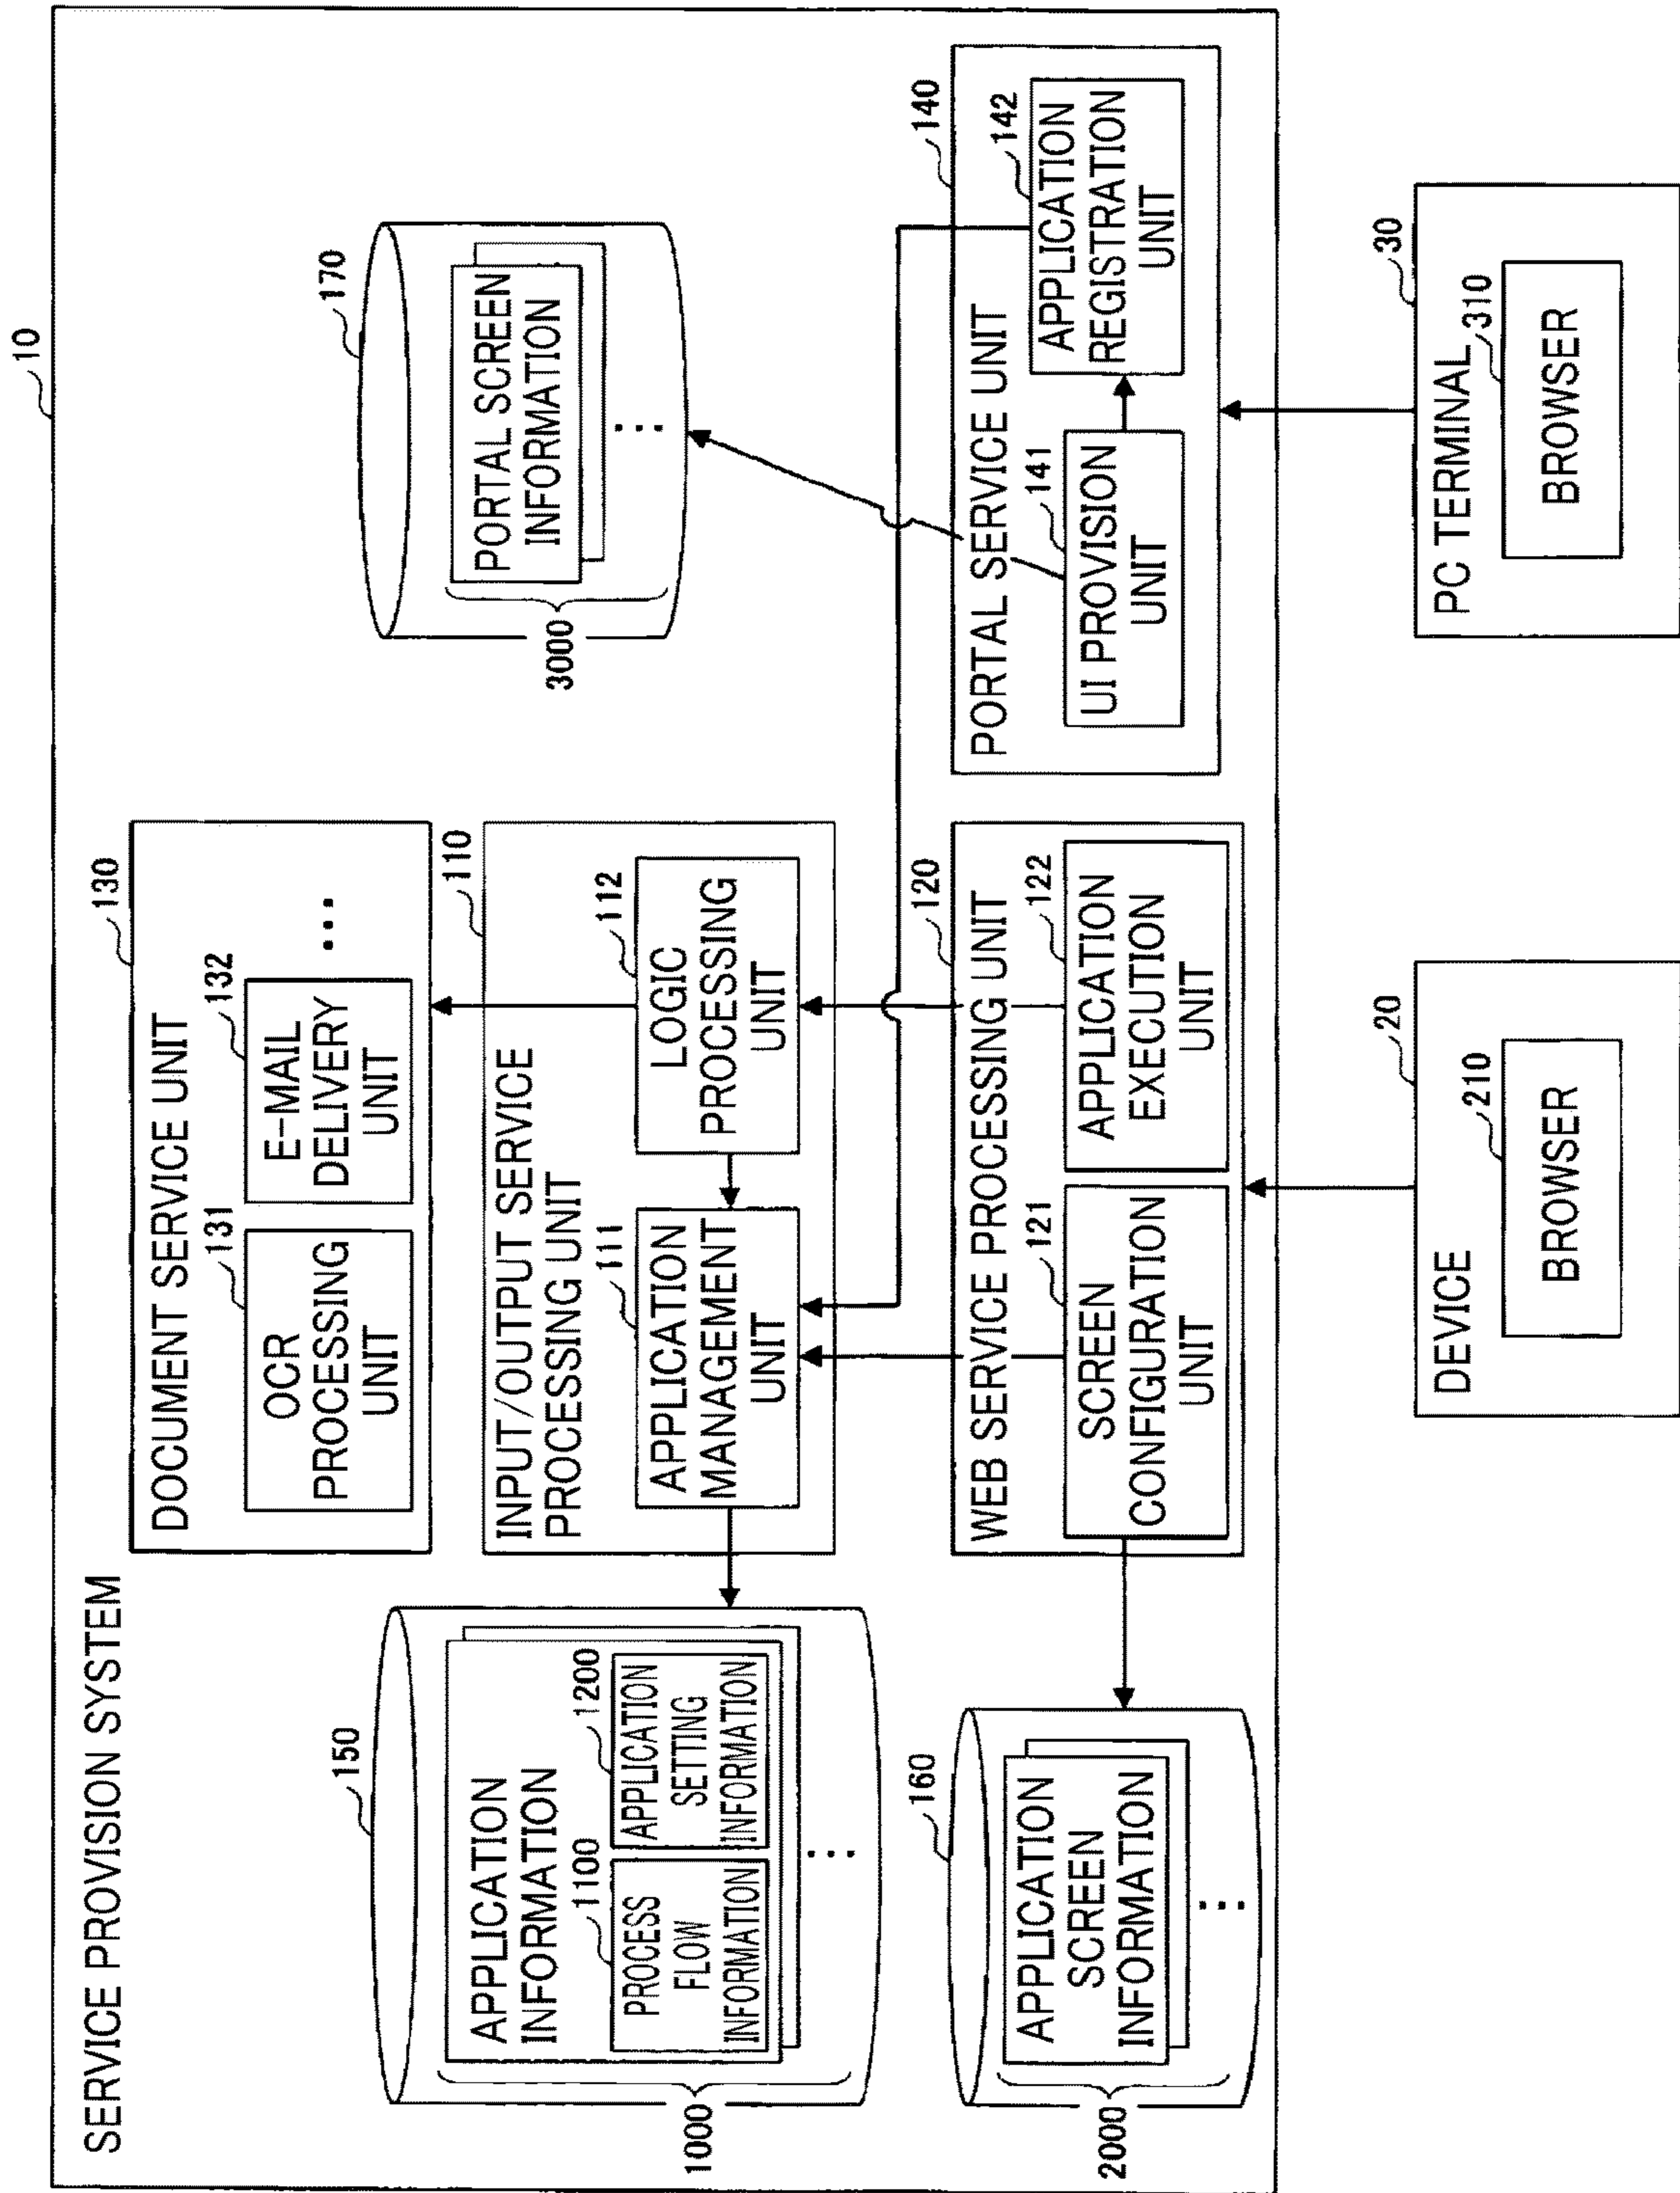 10
SERVICE PROVISION SYSTEM
130
DOCUMENT SERVICE UNIT
131
OCR
PROCESSING
UNIT
132
E-MAIL
DELIVERY
UNIT
...
150
APPLICATION
INFORMATION
1100
PROCESS
FLOW
INFORMATION
1200
APPLICATION
SETTING
INFORMATION
...
1000
110
INPUT/OUTPUT SERVICE
PROCESSING UNIT
111
APPLICATION
MANAGEMENT
UNIT
112
LOGIC
PROCESSING
UNIT
170
PORTAL SCREEN
INFORMATION
...
3000
160
APPLICATION
SCREEN
INFORMATION
...
2000
120
WEB SERVICE PROCESSING UNIT
121
SCREEN
CONFIGURATION
UNIT
122
APPLICATION
EXECUTION
UNIT
140
PORTAL SERVICE UNIT
141
UI PROVISION
UNIT
142
APPLICATION
REGISTRATION
UNIT
20
DEVICE
210
BROWSER
30
PC TERMINAL
310
BROWSER